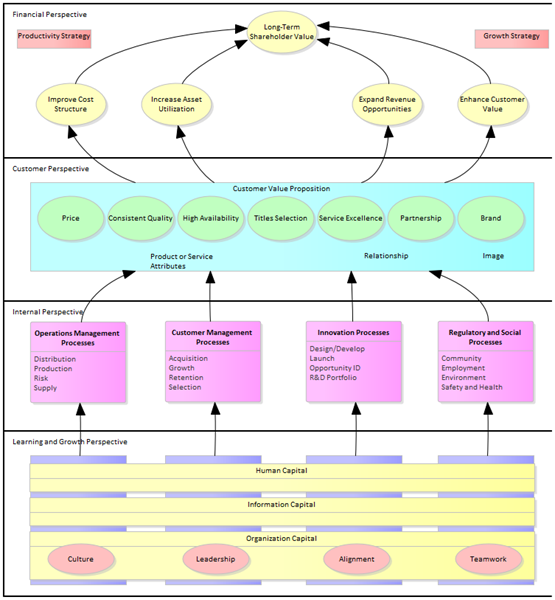 Financial Perspective
Productivity Strategy
Long-Term
Shareholder Value
Growth Strategy
Improve Cost
Structure
Increase Asset
Utilization
Expand Revenue
Opportunities
Enhance Customer
Value
Customer Perspective
Customer Value Proposition
Price
Consistent Quality
High Availability
Titles Selection
Service Excellence
Partnership
Brand
Product or Service
Attributes
Relationship
Image
Internal Perspective
Operations Management
Processes
Distribution
Production
Risk
Supply
Customer Management
Processes
Acquisition
Growth
Retention
Selection
Innovation Processes
Design/Develop
Launch
Opportunity ID
R&D Portfolio
Regulatory and Social
Processes
Community
Employment
Environment
Safety and Health
Learning and Growth Perspective
Human Capital
Information Capital
Organization Capital
Culture
Leadership
Alignment
Teamwork